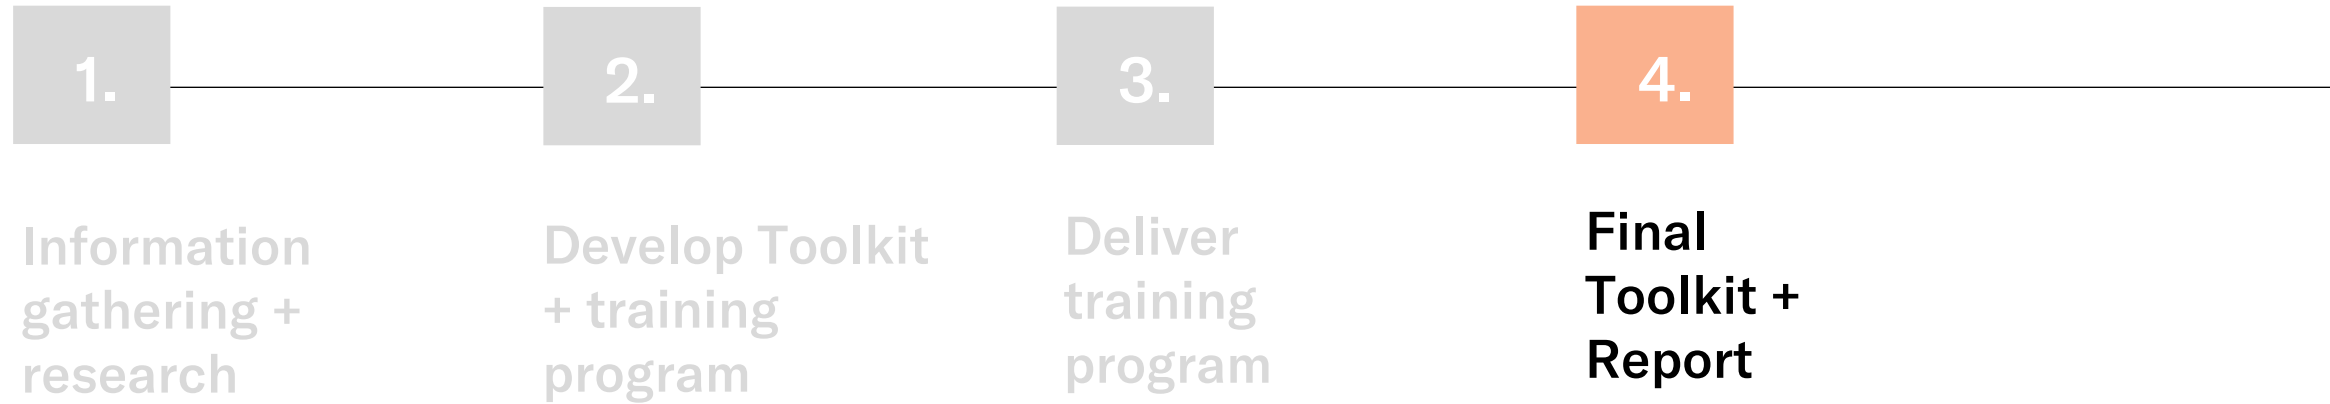 1.
Information
gathering +
research
2.
Develop Toolkit
+ training
program
3.
Deliver
training
program
4.
Final
Toolkit +
Report